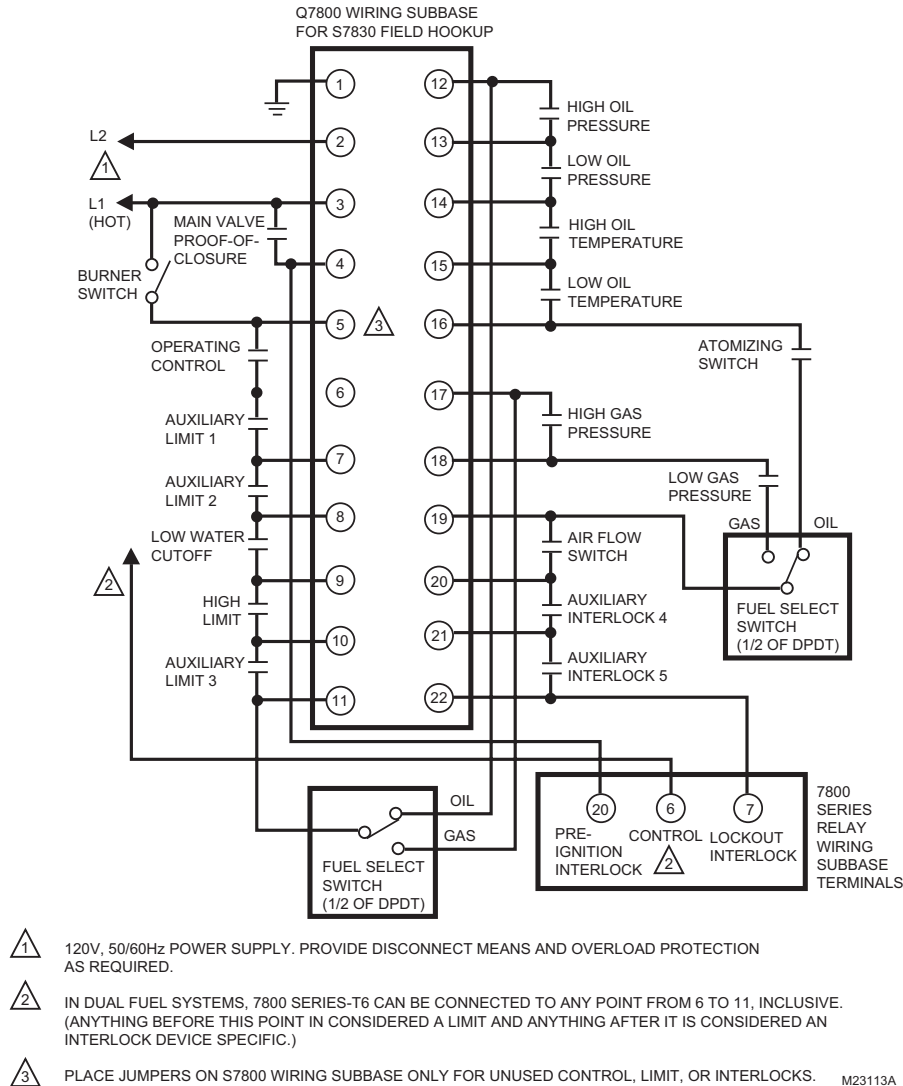 Q7800 WIRING SUBBASE
FOR S7830 FIELD HOOKUP
1
2
3
4
5
6
7
8
9
10
11
12
13
14
15
16
17
18
19
20
21
22
L2
1
L1
(HOT)
MAIN VALVE
PROOF-OF-
CLOSURE
BURNER
SWITCH
3
OPERATING
CONTROL
AUXILIARY
LIMIT 1
AUXILIARY
LIMIT 2
LOW WATER
CUTOFF
2
HIGH
LIMIT
AUXILIARY
LIMIT 3
HIGH OIL
PRESSURE
LOW OIL
PRESSURE
HIGH OIL
TEMPERATURE
LOW OIL
TEMPERATURE
ATOMIZING
SWITCH
HIGH GAS
PRESSURE
LOW GAS
PRESSURE
GAS
OIL
AIR FLOW
SWITCH
AUXILIARY
INTERLOCK 4
AUXILIARY
INTERLOCK 5
FUEL SELECT
SWITCH
(1/2 OF DPDT)
OIL
GAS
FUEL SELECT
SWITCH
(1/2 OF DPDT)
20
6
7
PRE-
IGNITION
INTERLOCK
CONTROL
2
LOCKOUT
INTERLOCK
7800
SERIES
RELAY
WIRING
SUBBASE
TERMINALS
1 120V, 50/60Hz POWER SUPPLY. PROVIDE DISCONNECT MEANS AND OVERLOAD PROTECTION
AS REQUIRED.
2 IN DUAL FUEL SYSTEMS, 7800 SERIES-T6 CAN BE CONNECTED TO ANY POINT FROM 6 TO 11, INCLUSIVE.
(ANYTHING BEFORE THIS POINT IN CONSIDERED A LIMIT AND ANYTHING AFTER IT IS CONSIDERED AN
INTERLOCK DEVICE SPECIFIC.)
3 PLACE JUMPERS ON S7800 WIRING SUBBASE ONLY FOR UNUSED CONTROL, LIMIT, OR INTERLOCKS.
M23113A